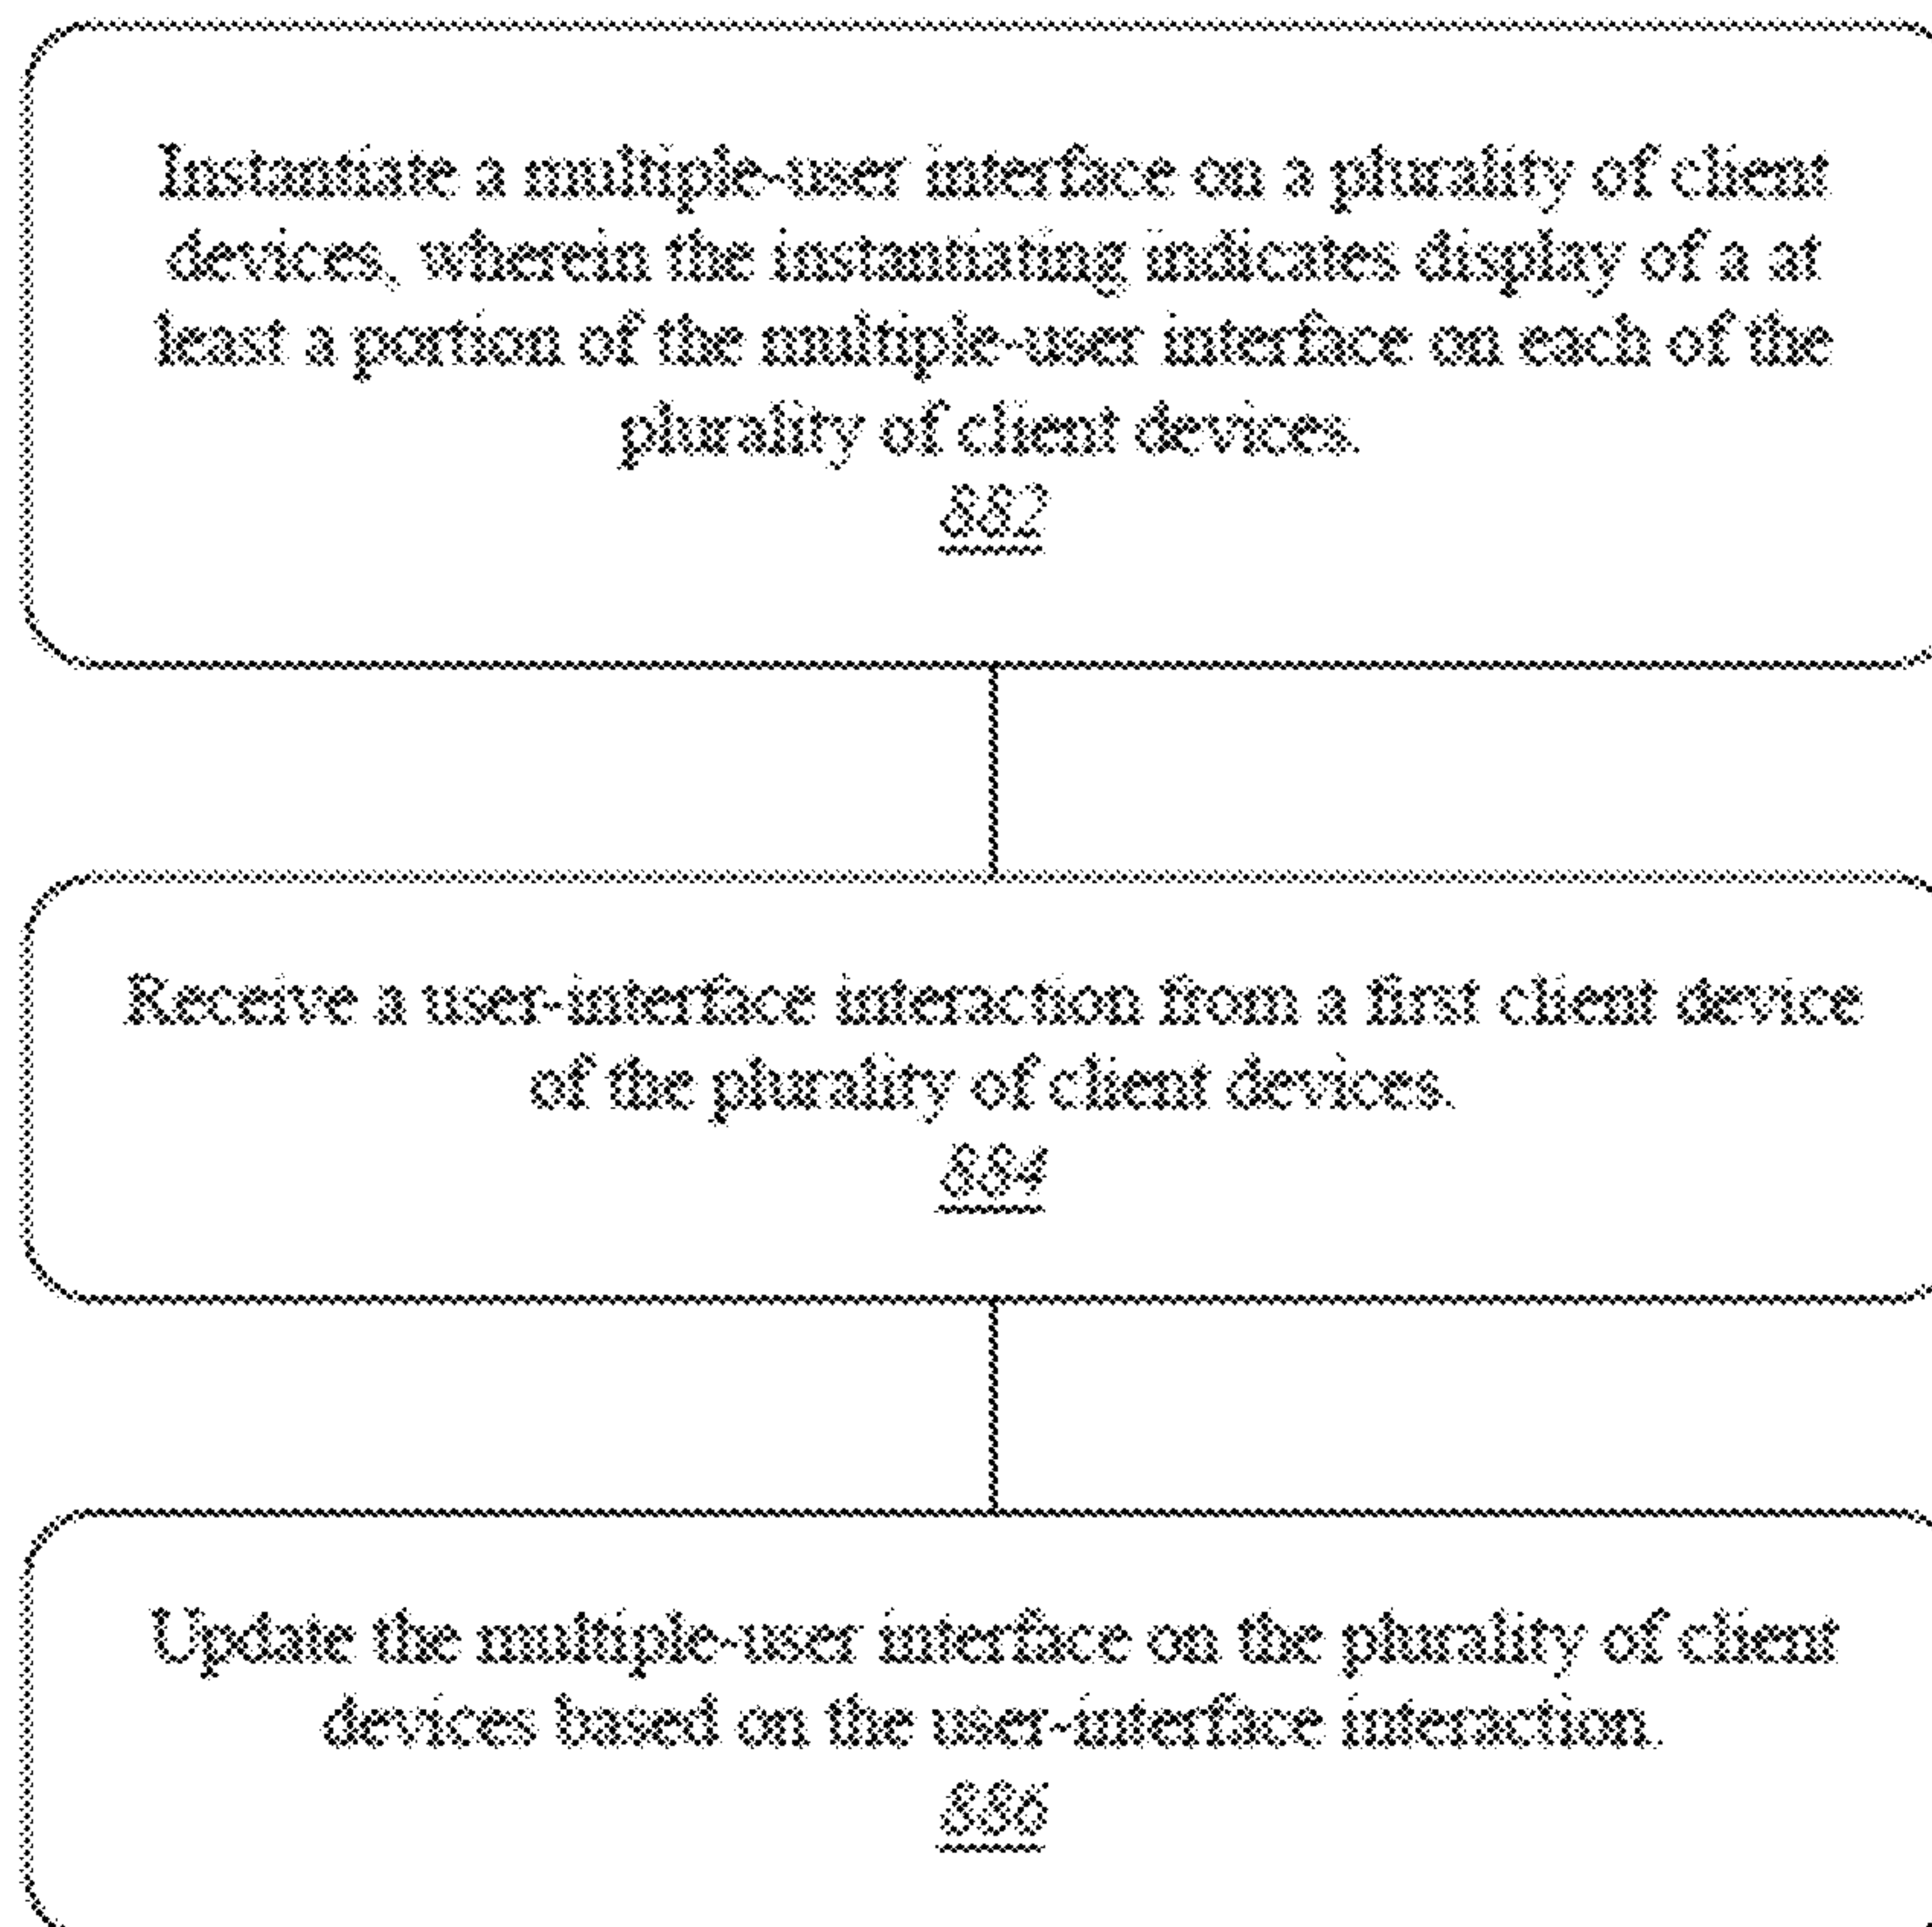 Instantiate a multiple-user interface on a plurality of client
devices, wherein the instantiating indicates display of a at
least a portion of the multiple-user interface on each of the
plurality of client devices.
882
Receive a user-interface interaction from a first client device
of the plurality of client devices.
884
Update the multiple-user interface on the plurality of client
devices based on the user-interface interaction.
886